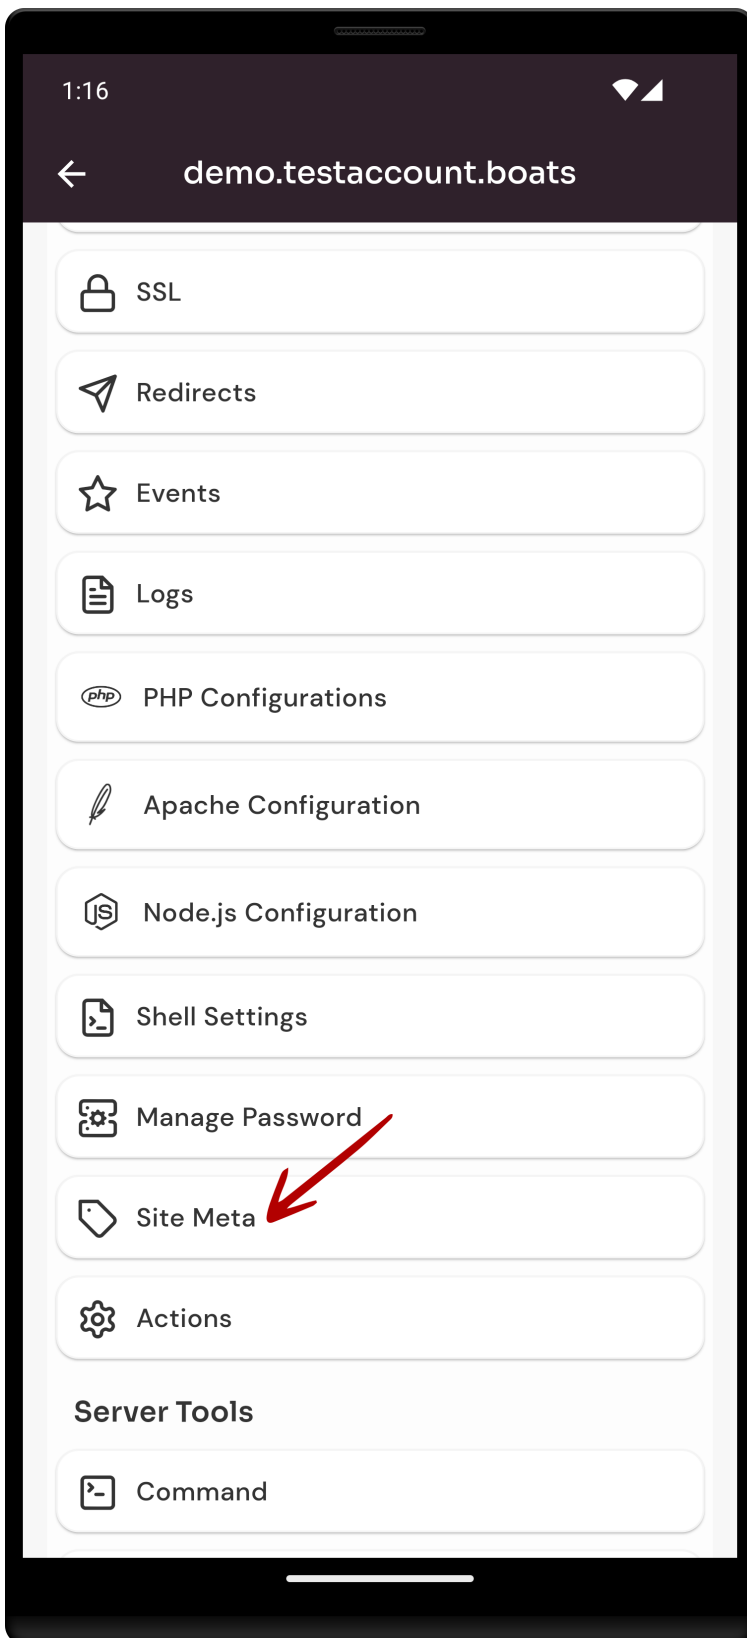 1:16
demo.testaccount.boats
SSL
Redirects
Events
Logs
php PHP Configurations
Apache Configuration
JS Node.js Configuration
Shell Settings
Manage Password
Site Meta
Actions
Server Tools
Command